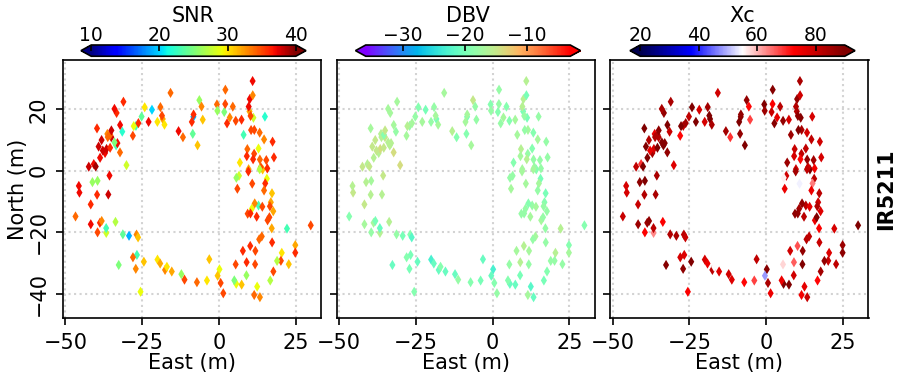 SNR DBV Xc
10 20 30 40 −30 −20 −10 20 40 60 80
20
0
−20
−40
North (m)
IR5211
−50 −25 0 25 −50 −25 0 25 −50 −25 0 25
East (m) East (m) East (m)